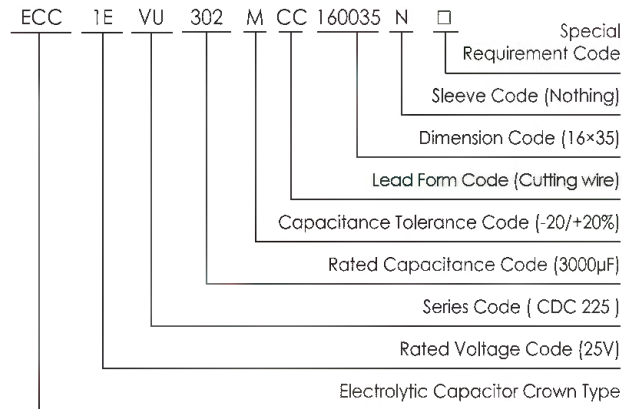 ECC 1E VU 302 M CC 160035 N □
Special
Requirement Code
Sleeve Code (Nothing)
Dimension Code (16×35)
Lead Form Code (Cutting wire)
Capacitance Tolerance Code (-20/+20%)
Rated Capacitance Code (3000µF)
Series Code ( CDC 225 )
Rated Voltage Code (25V)
Electrolytic Capacitor Crown Type